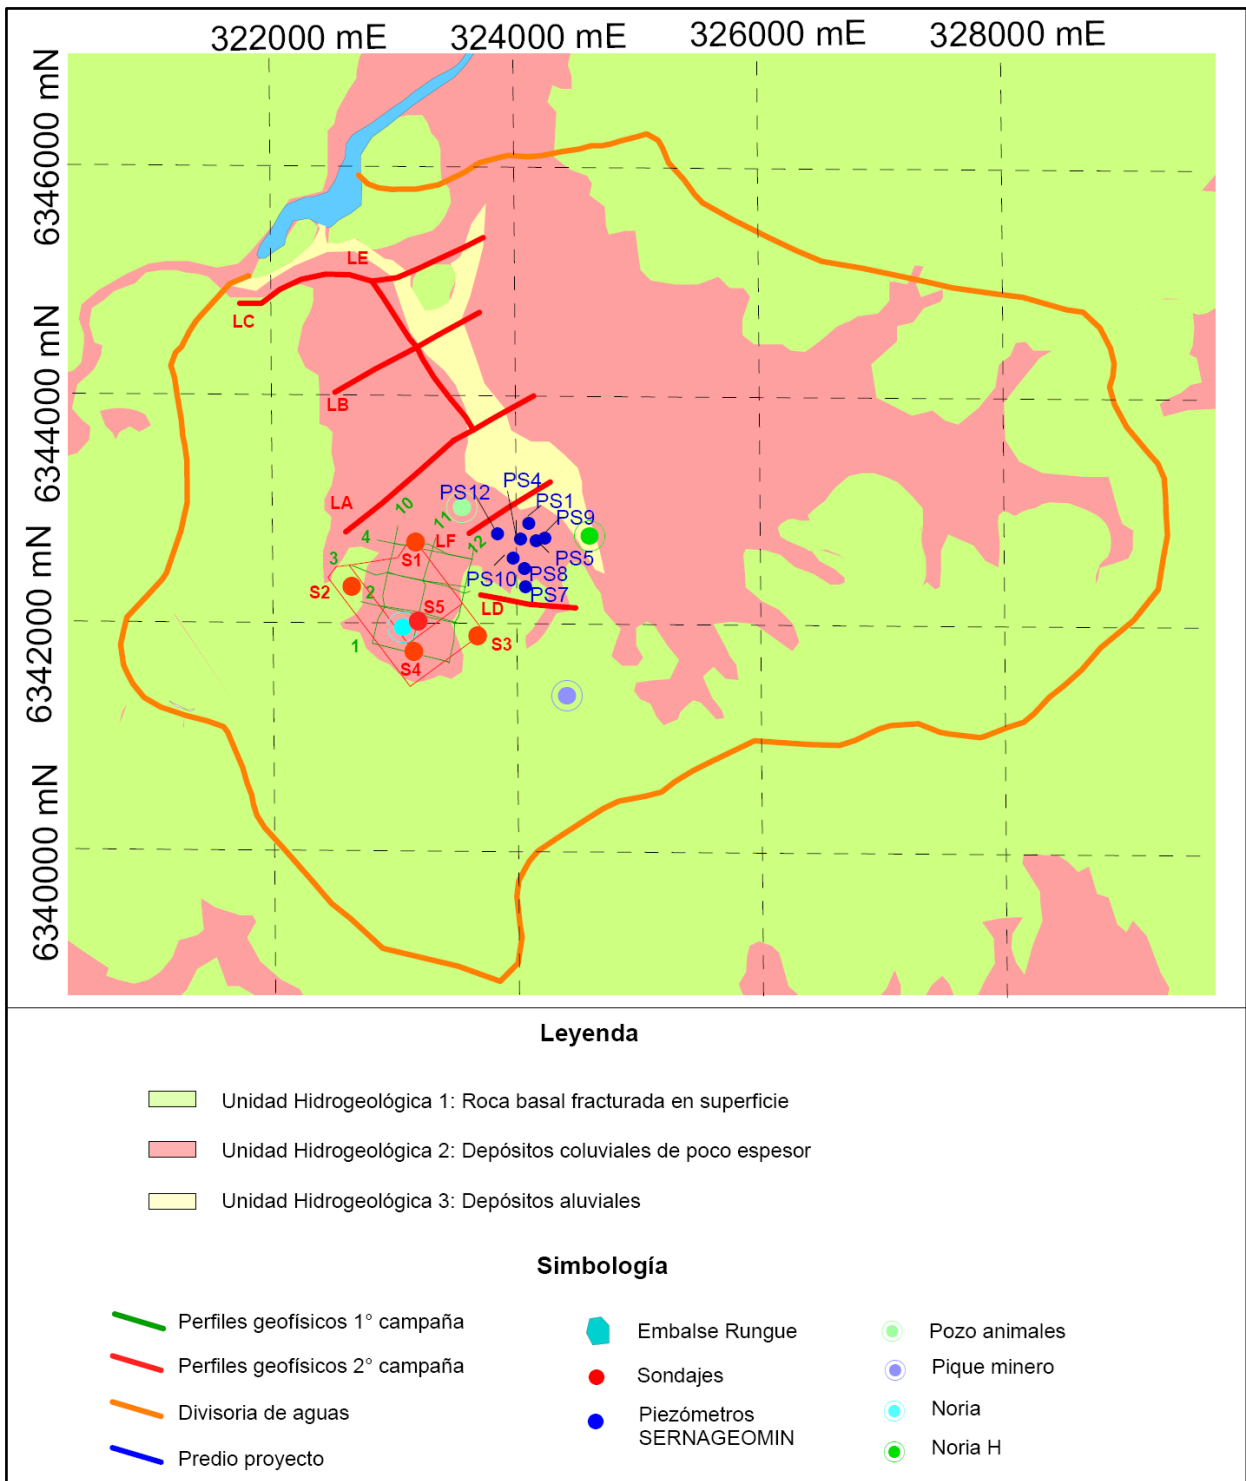 322000 mE
324000 mE
326000 mE
328000 mE
6346000 mN
6344000 mN
6342000 mN
6340000 mN
LE
LC
LB
LA
10
11
12
4
3
2
1
LF
LD
PS12
PS4
PS1
PS9
PS5
PS10
PS8
PS7
S1
S2
S5
S3
S4
Leyenda
Unidad Hidrogeológica 1: Roca basal fracturada en superficie
Unidad Hidrogeológica 2: Depósitos coluviales de poco espesor
Unidad Hidrogeológica 3: Depósitos aluviales
Simbología
Perfiles geofísicos 1° campaña
Perfiles geofísicos 2° campaña
Divisoria de aguas
Predio proyecto
Embalse Rungue
Sondajes
Piezómetros
SERNAGEOMIN
Pozo animales
Pique minero
Noria
Noria H